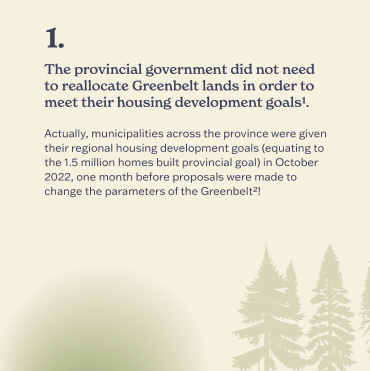 1.
The provincial government did not need
to reallocate Greenbelt lands in order to
meet their housing development goals¹.
Actually, municipalities across the province were given
their regional housing development goals (equating to
the 1.5 million homes built provincial goal) in October
2022, one month before proposals were made to
change the parameters of the Greenbelt²!